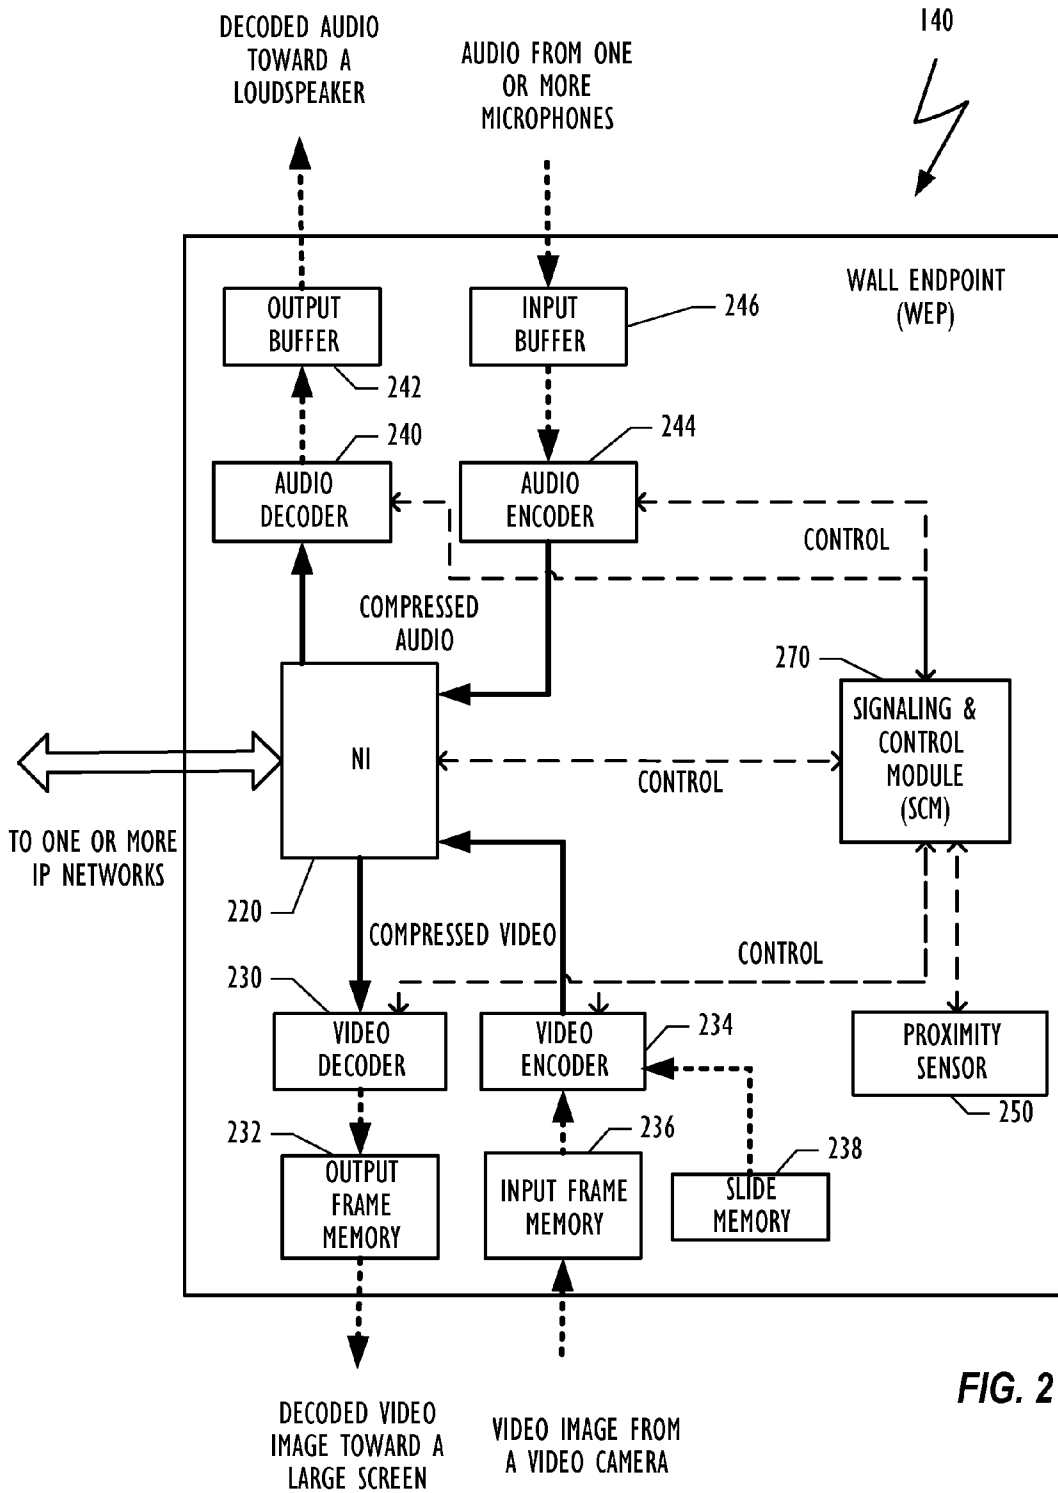 DECODED AUDIO
TOWARD A
LOUDSPEAKER
AUDIO FROM ONE
OR MORE
MICROPHONES
140
WALL ENDPOINT
(WEP)
OUTPUT
BUFFER
242
INPUT
BUFFER
246
240
AUDIO
DECODER
244
AUDIO
ENCODER
CONTROL
COMPRESSED
AUDIO
270
SIGNALING &
CONTROL
MODULE
(SCM)
NI
CONTROL
TO ONE OR MORE
IP NETWORKS
220
COMPRESSED VIDEO
CONTROL
230
VIDEO
DECODER
234
VIDEO
ENCODER
PROXIMITY
SENSOR
250
232
OUTPUT
FRAME
MEMORY
236
INPUT FRAME
MEMORY
238
SLIDE
MEMORY
DECODED VIDEO
IMAGE TOWARD A
LARGE SCREEN
VIDEO IMAGE FROM
A VIDEO CAMERA
FIG. 2